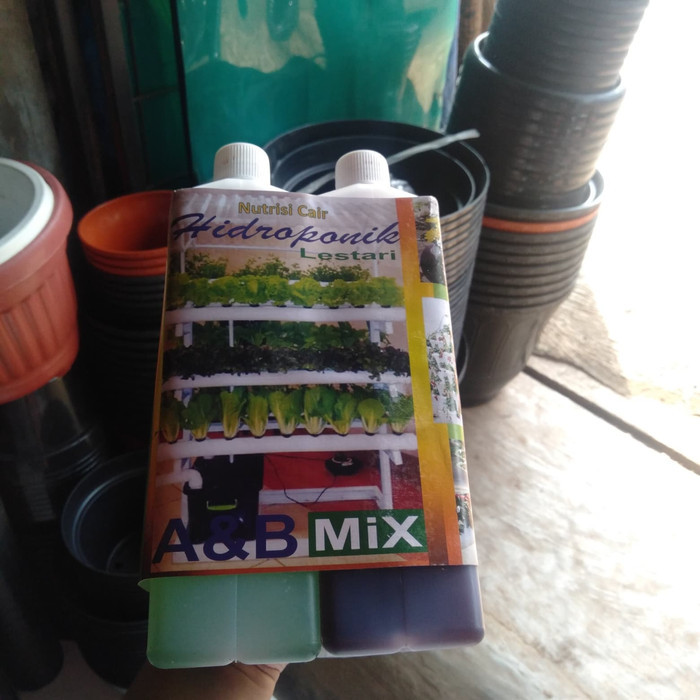 Nutrisi Cair
Hidroponik
Lestari
A&B MiX